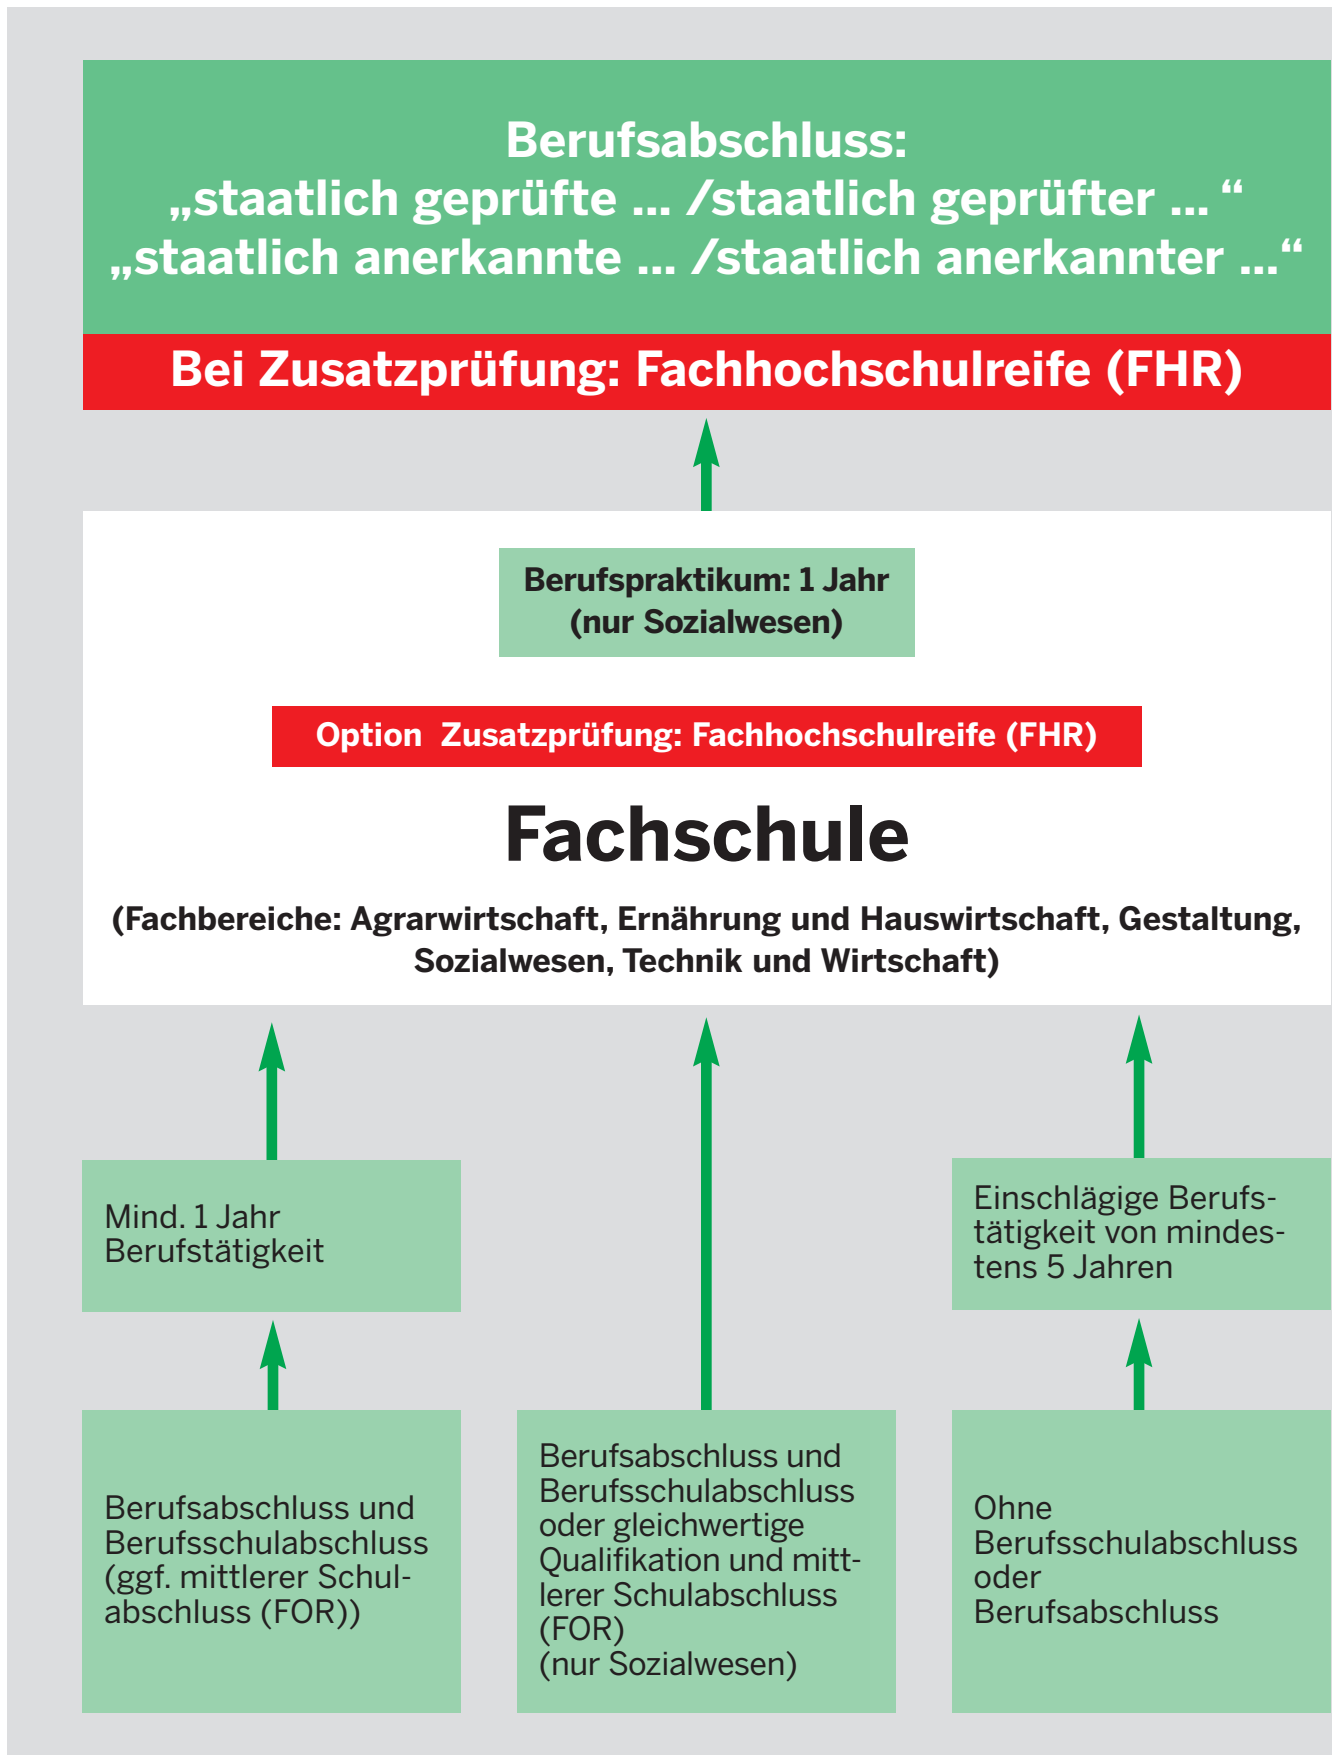 Berufsabschluss:
„staatlich geprüfte ... /staatlich geprüfter ... “
„staatlich anerkannte ... /staatlich anerkannter ...“
Bei Zusatzprüfung: Fachhochschulreife (FHR)
Berufspraktikum: 1 Jahr
(nur Sozialwesen)
Option Zusatzprüfung: Fachhochschulreife (FHR)
Fachschule
(Fachbereiche: Agrarwirtschaft, Ernährung und Hauswirtschaft, Gestaltung,
Sozialwesen, Technik und Wirtschaft)
Mind. 1 Jahr
Berufstätigkeit
Einschlägige Berufs-
tätigkeit von mindes-
tens 5 Jahren
Berufsabschluss und
Berufsschulabschluss
(ggf. mittlerer Schul-
abschluss (FOR))
Berufsabschluss und
Berufsschulabschluss
oder gleichwertige
Qualifikation und mitt-
lerer Schulabschluss
(FOR)
(nur Sozialwesen)
Ohne
Berufsschulabschluss
oder
Berufsabschluss